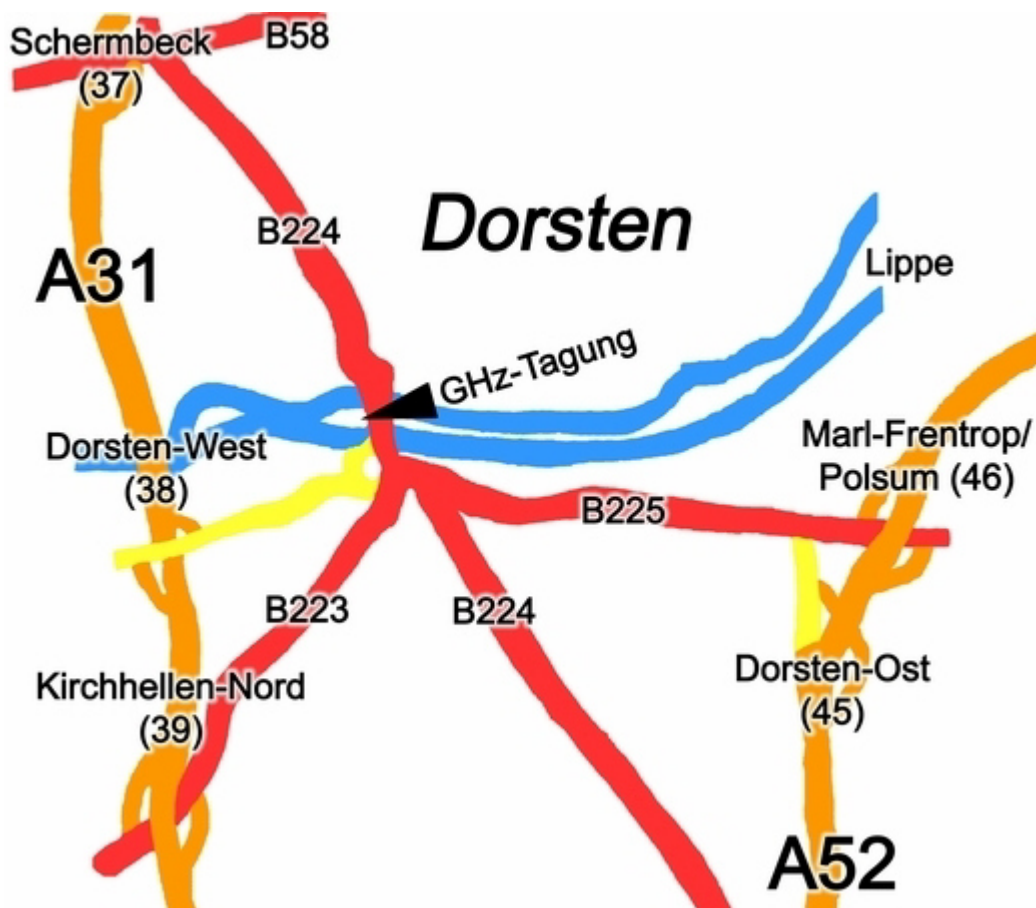 Schermbeck
(37)
B58
B224
Dorsten
A31
Lippe
GHz-Tagung
Dorsten-West
(38)
Marl-Frentrop/
Polsum (46)
B225
B223
B224
Kirchhellen-Nord
(39)
Dorsten-Ost
(45)
A52